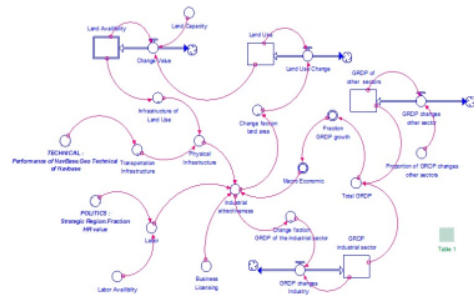 Land Availibility
Land Capacity
Change Value
Land Use
Land Use Change
GRDP of
other sectors
GRDP changes
other sector
Infrastructure of
Land Use
Change fraction
land area
Fraction
GRDP growth
TECHNICAL :
Performance of NavBase Geo Technical
of Navbase
Transportation
Infrastructure
Physical
Infrastructure
Proportion of GRDP changes
other sectors
Macro Economic
Total GRDP
Industrial
attractiveness
POLITICS :
Strategic Region Fraction
HR value
Labor
Change fraction
GRDP of the industrial sector
GRDP
industrial sector
Table 1
Labor Availibility
Business
Licensing
GRDP changes
Industry